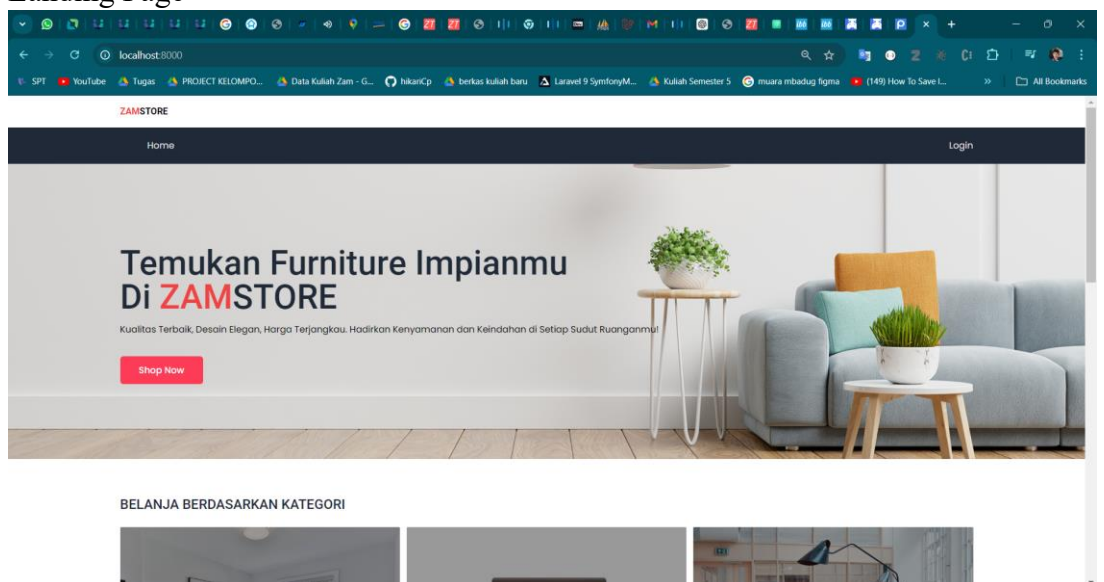 Landing Page
localhost:8000
SPT YouTube Tugas PROJECT KELOMPO... Data Kuliah Zam - G... hikariCp berkas kuliah baru Laravel 9 SymfonyM... Kuliah Semester 5 muara mbadug figma (149) How To Save I... » All Bookmarks
ZAMSTORE
Home Login
Temukan Furniture Impianmu
Di ZAMSTORE
Kualitas Terbaik, Desain Elegan, Harga Terjangkau. Hadirkan Kenyamanan dan Keindahan di Setiap Sudut Ruanganmu!
Shop Now
BELANJA BERDASARKAN KATEGORI